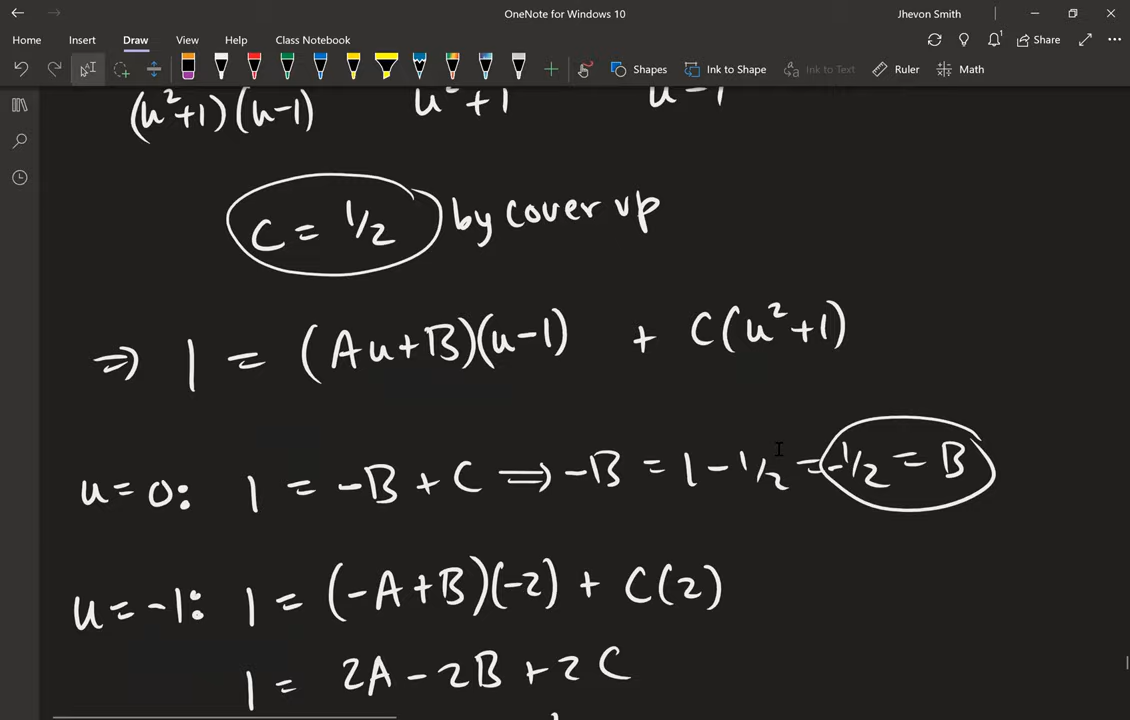 OneNote for Windows 10
Jhevon Smith
Home Insert Draw View Help Class Notebook
Share
Shapes Ink to Shape Ink to Text Ruler Math
(u²+1)(u-1) u²+1 u-1
C = 1/2 by cover up
⇒ 1 = (Au+B)(u-1) + C(u²+1)
u=0: 1 = -B + C ⟹ -B = 1 - 1/2 = -1/2 = B
u=-1: 1 = (-A+B)(-2) + C(2)
1 = 2A - 2B + 2C